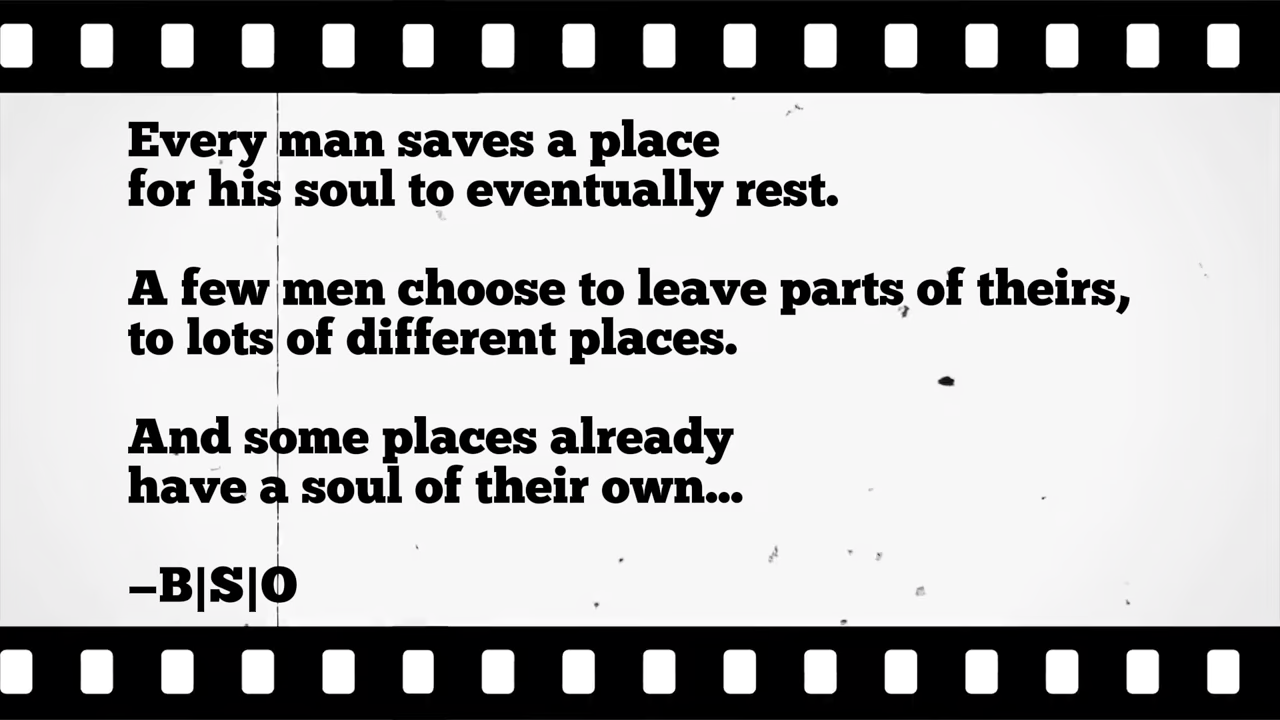 Every man saves a place
for his soul to eventually rest.
A few men choose to leave parts of theirs,
to lots of different places.
And some places already
have a soul of their own...
–B|S|O